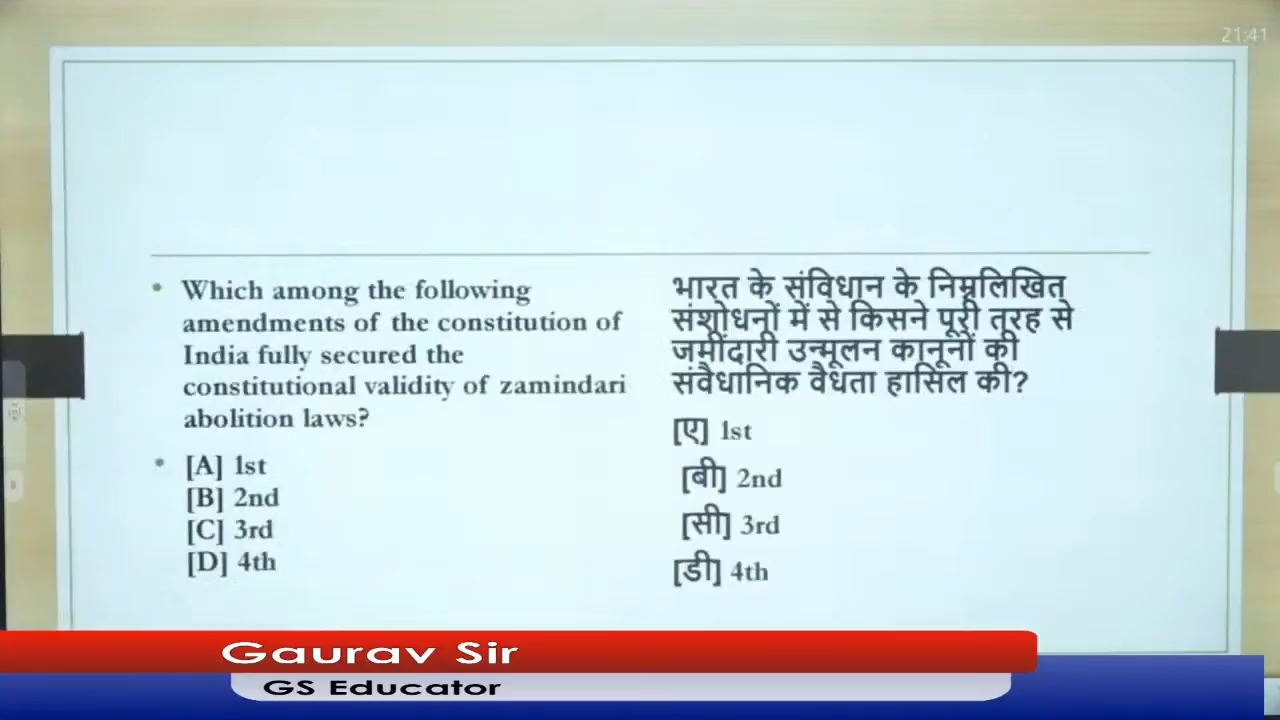 21:41
Which among the following
amendments of the constitution of
India fully secured the
constitutional validity of zamindari
abolition laws?
[A] 1st
[B] 2nd
[C] 3rd
[D] 4th
भारत के संविधान के निम्नलिखित
संशोधनों में से किसने पूरी तरह से
जमींदारी उन्मूलन कानूनों की
संवैधानिक वैधता हासिल की?
[ए] 1st
[बी] 2nd
[सी] 3rd
[डी] 4th
Gaurav Sir
GS Educator